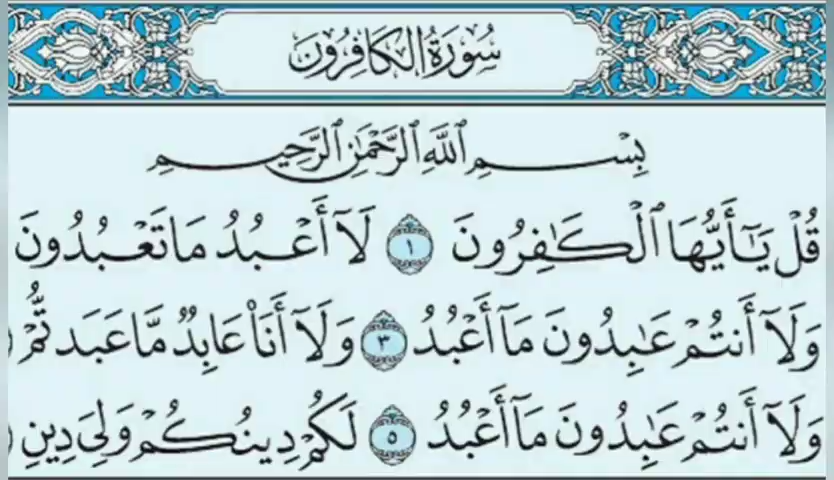 سُورَةُ الكَافِرُونَ
بِسْمِ ٱللَّهِ ٱلرَّحْمَٰنِ ٱلرَّحِيمِ
قُلْ يَٰٓأَيُّهَا ٱلْكَٰفِرُونَ ١ لَآ أَعْبُدُ مَا تَعْبُدُونَ
وَلَآ أَنتُمْ عَٰبِدُونَ مَآ أَعْبُدُ ٣ وَلَآ أَنَا۠ عَابِدٌ مَّا عَبَدتُّمْ
وَلَآ أَنتُمْ عَٰبِدُونَ مَآ أَعْبُدُ ٥ لَكُمْ دِينُكُمْ وَلِيَ دِينِ